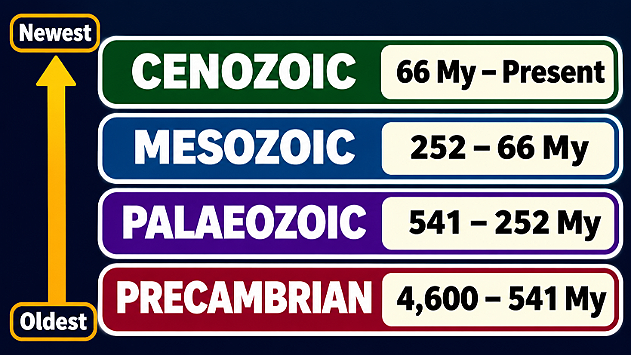 Newest
CENOZOIC 66 My – Present
MESOZOIC 252 – 66 My
PALAEOZOIC 541 – 252 My
PRECAMBRIAN 4,600 – 541 My
Oldest